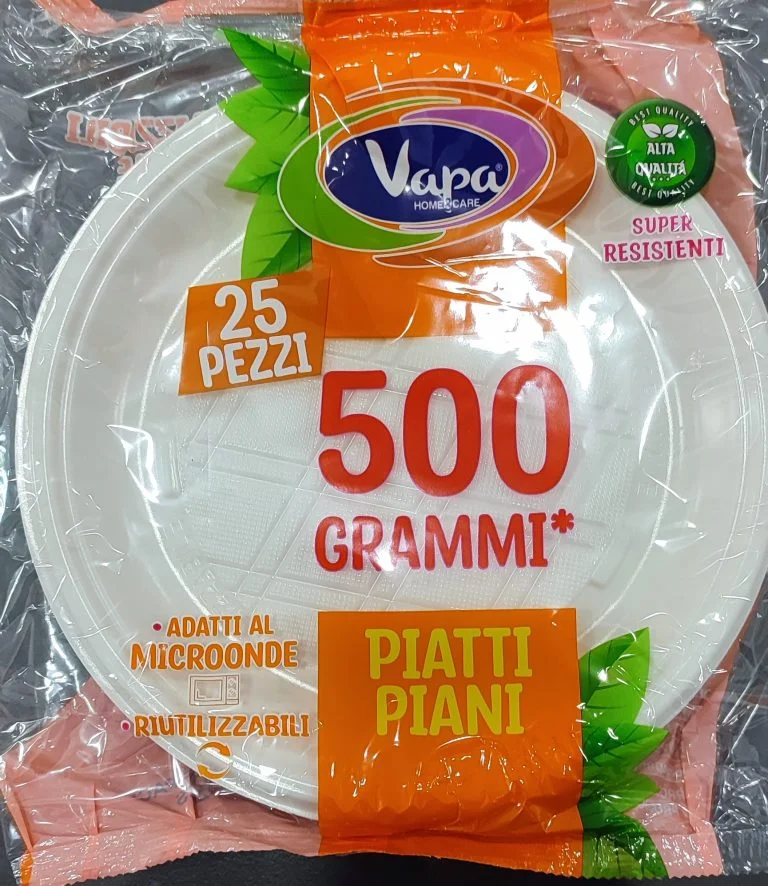 Vapa®
HOME CARE
BEST QUALITY
ALTA
QUALITÀ
BEST QUALITY
SUPER
RESISTENTI
25
PEZZI
500
GRAMMI*
• ADATTI AL
MICROONDE
• RIUTILIZZABILI
PIATTI
PIANI